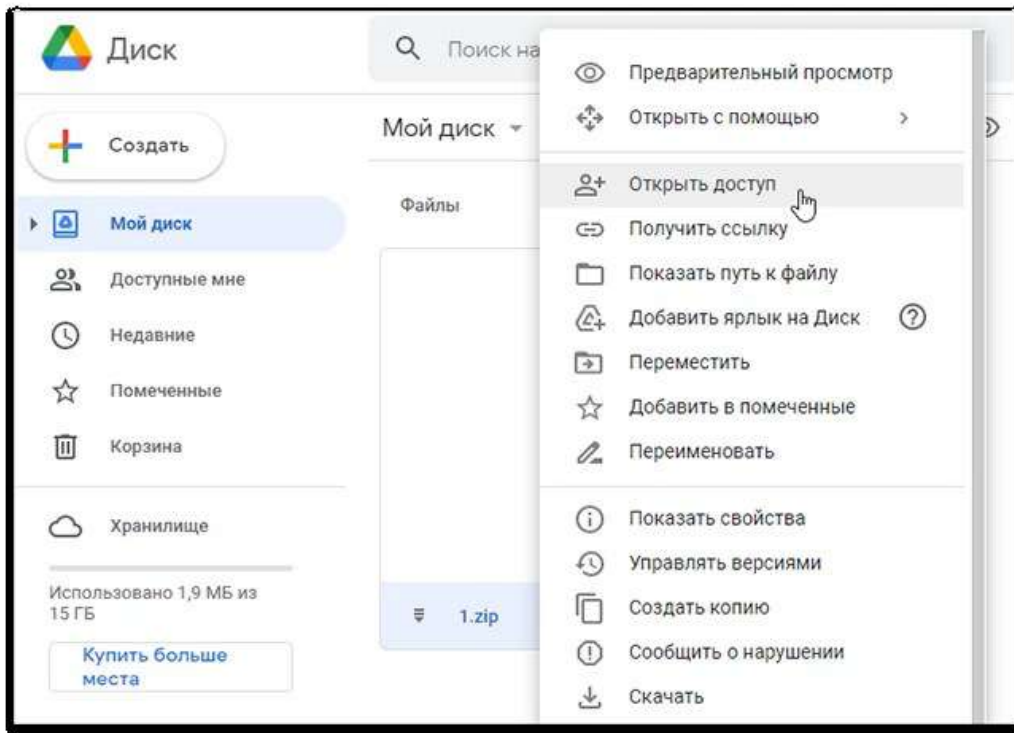 Диск
Поиск на
Создать
Мой диск
Доступные мне
Недавние
Помеченные
Корзина
Хранилище
Использовано 1,9 МБ из
15 ГБ
Купить больше
места
Мой диск
Файлы
1.zip
Предварительный просмотр
Открыть с помощью
Открыть доступ
Получить ссылку
Показать путь к файлу
Добавить ярлык на Диск
Переместить
Добавить в помеченные
Переименовать
Показать свойства
Управлять версиями
Создать копию
Сообщить о нарушении
Скачать